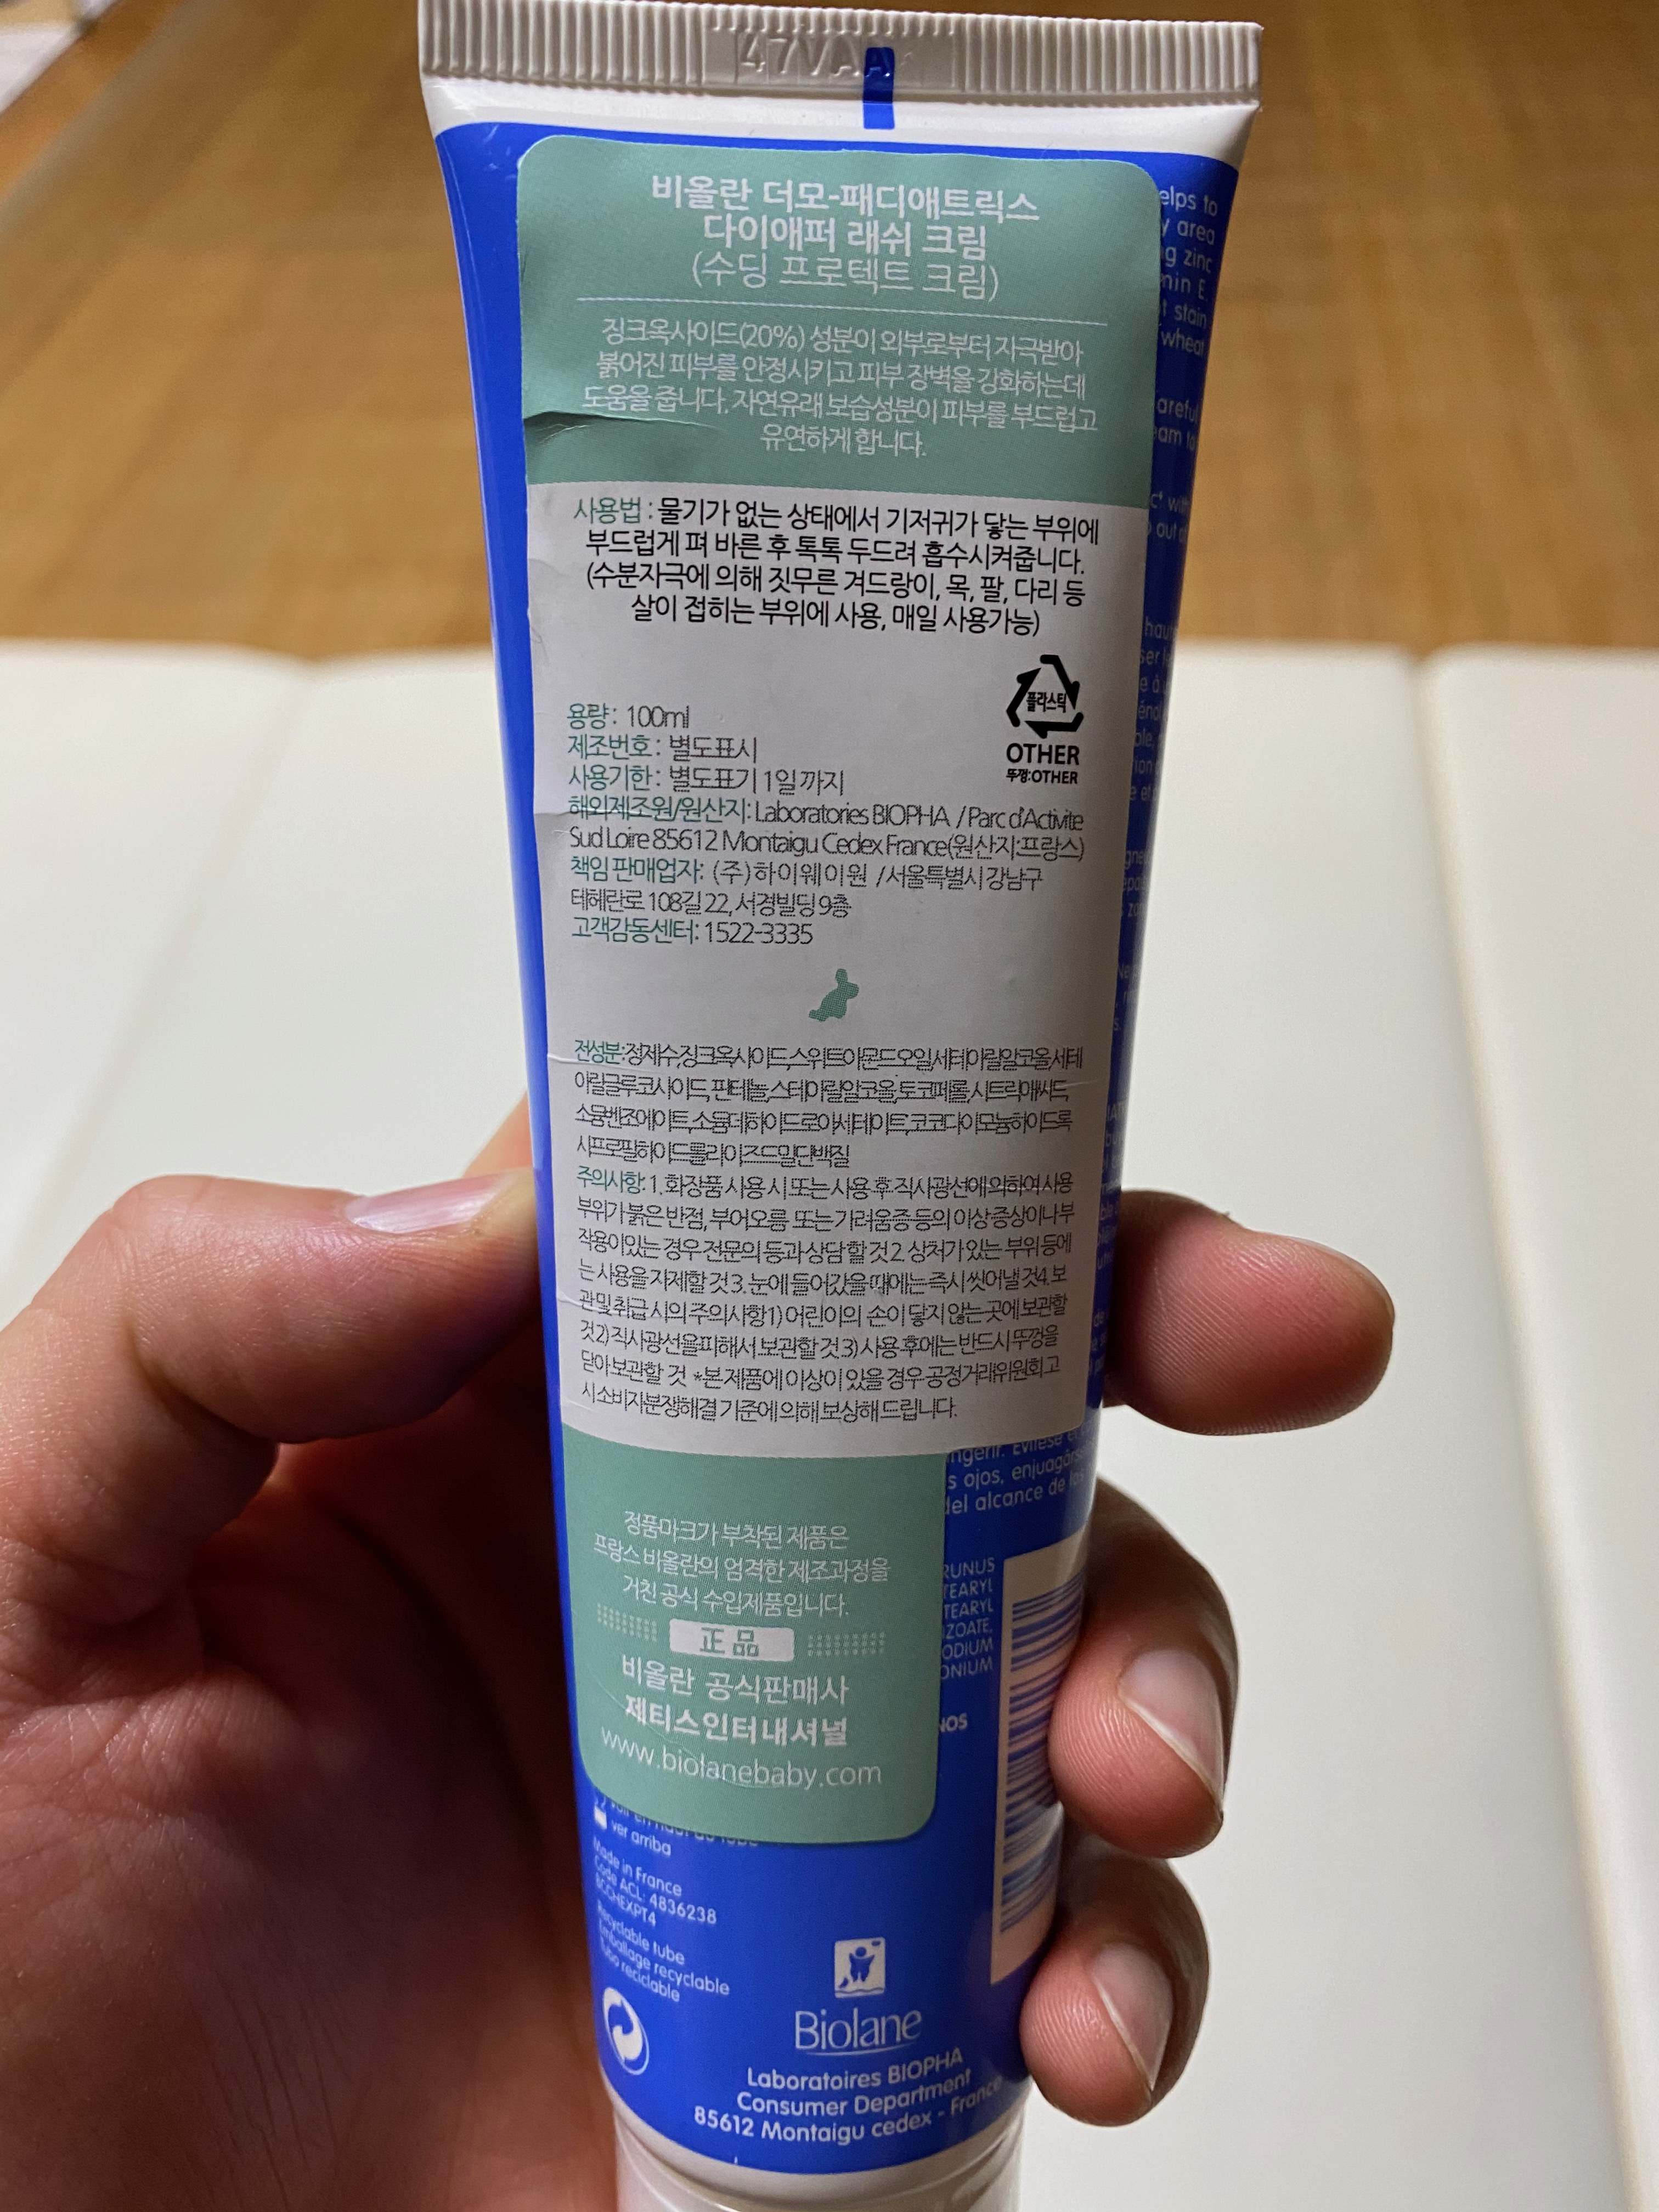 47VAA
비올란 더모-패디애트릭스
다이애퍼 래쉬 크림
(수딩 프로텍트 크림)
징크옥사이드(20%) 성분이 외부로부터 자극받아
붉어진 피부를 안정시키고 피부 장벽을 강화하는데
도움을 줍니다. 자연유래 보습성분이 피부를 부드럽고
유연하게 합니다.
사용법 : 물기가 없는 상태에서 기저귀가 닿는 부위에
부드럽게 펴 바른 후 톡톡 두드려 흡수시켜줍니다.
(수분자극에 의해 짓무른 겨드랑이, 목, 팔, 다리 등
살이 접히는 부위에 사용, 매일 사용가능)
플라스틱
OTHER
뚜껑:OTHER
용량 : 100ml
제조번호 : 별도표시
사용기한 : 별도표기 1일까지
해외제조원/원산지: Laboratories BIOPHA / Parc d'Activite
Sud Loire 85612 Montaigu Cedex France(원산지:프랑스)
책임판매업자: (주)하이웨이원 /서울특별시 강남구
테헤란로 108길 22, 서경빌딩 9층
고객감동센터: 1522-3335
전성분:정제수,징크옥사이드,스위트아몬드오일,세테아릴알코올,세테
아릴글루코사이드,판테놀,스테아릴알코올,토코페롤,시트릭애씨드,
소듐벤조에이트,소듐데하이드로아세테이트,코코다이모늄하이드록
시프로필하이드롤라이즈드밀단백질
주의사항: 1. 화장품 사용 시 또는 사용 후 직사광선에 의하여 사용
부위가 붉은 반점, 부어오름 또는 가려움증 등의 이상 증상이나 부
작용이 있는 경우 전문의 등과 상담할 것 2. 상처가 있는 부위 등에
는 사용을 자제할 것 3. 눈에 들어갔을 때에는 즉시 씻어낼 것 4. 보
관 및 취급 시의 주의사항 1) 어린이의 손이 닿지 않는 곳에 보관할
것 2) 직사광선을 피해서 보관할 것 3) 사용 후에는 반드시 뚜껑을
닫아 보관할 것 *본 제품에 이상이 있을 경우 공정거래위원회 고
시 소비자분쟁해결 기준에 의해 보상해 드립니다.
정품마크가 부착된 제품은
프랑스 비올란의 엄격한 제조과정을
거친 공식 수입제품입니다.
正品
비올란 공식판매사
제티스인터내셔널
www.biolanebaby.com
elps to
area
zinc
min E.
stain
wheat
ojos, enjuagarse
del alcance de
RUNUS
TEARYL
TEARYL
ZOATE,
ODIUM
ONIUM
ver arriba
Made in France
Code ACL: 4836238
BCCHEXPT4
Recyclable tube
Emballage recyclable
Tubo reciclable
Biolane
Laboratoires BIOPHA
Consumer Department
85612 Montaigu cedex - France